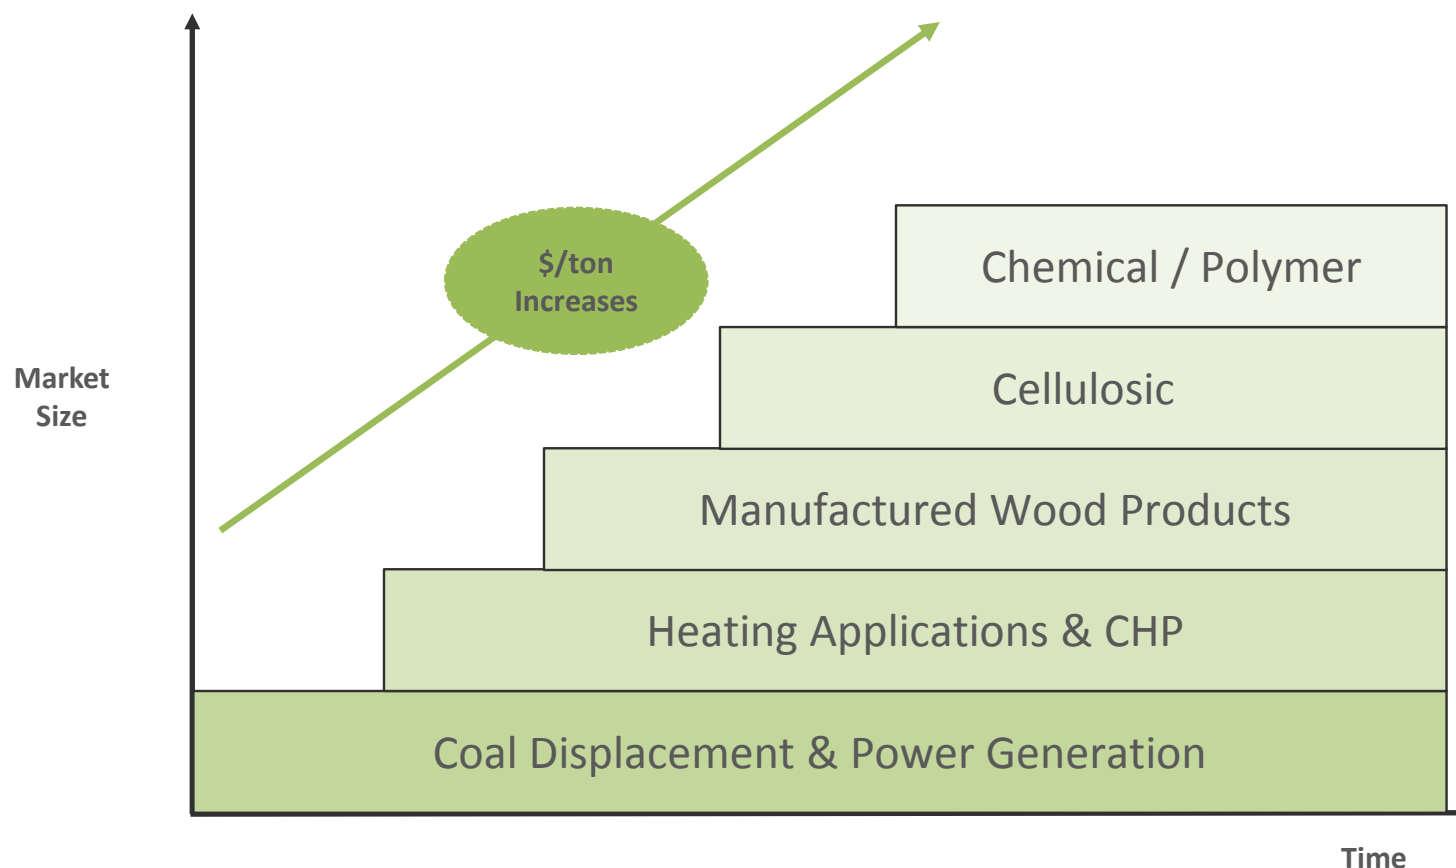 $/ton
Increases
Chemical / Polymer
Cellulosic
Market
Size
Manufactured Wood Products
Heating Applications & CHP
Coal Displacement & Power Generation
Time